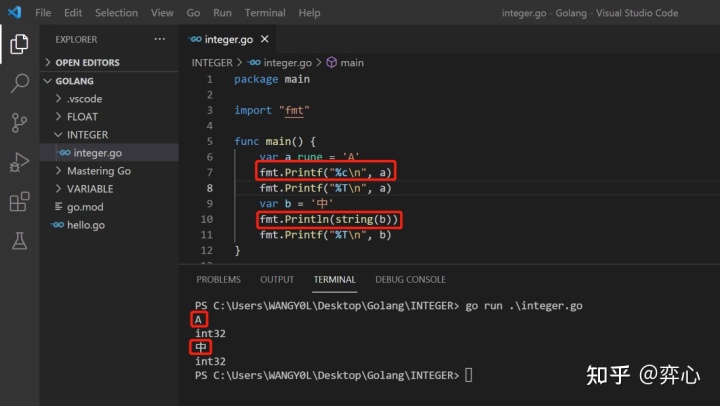 File Edit Selection View Go Run Terminal Help integer.go - Golang - Visual Studio Code
EXPLORER ...
GO integer.go ×
> OPEN EDITORS
INTEGER > GO integer.go > main
GOLANG
1 package main
> .vscode
2
> FLOAT
3 import "fmt"
INTEGER
4
GO integer.go
5 func main() {
> Mastering Go
6 var a rune = 'A'
> VARIABLE
7 fmt.Printf("%c\n", a)
go.mod
8 fmt.Printf("%T\n", a)
GO hello.go
9 var b = '中'
10 fmt.Println(string(b))
11 fmt.Printf("%T\n", b)
12 }
PROBLEMS OUTPUT TERMINAL DEBUG CONSOLE
PS C:\Users\WANGY0L\Desktop\Golang\INTEGER> go run .\integer.go
A
int32
中
int32
PS C:\Users\WANGY0L\Desktop\Golang\INTEGER>
知乎 @弈心